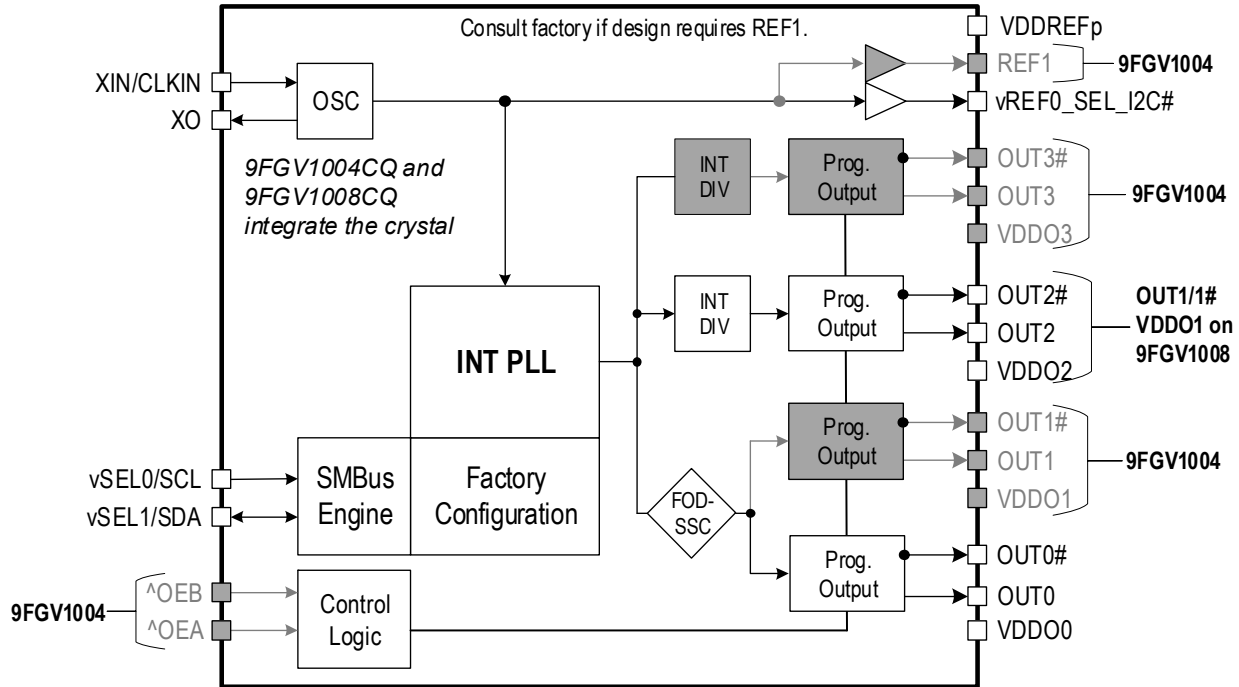 Consult factory if design requires REF1.
VDDREFp
REF1
9FGV1004
vREF0_SEL_I2C#
XIN/CLKIN
XO
OSC
9FGV1004CQ and
9FGV1008CQ
integrate the crystal
INT
DIV
Prog.
Output
OUT3#
OUT3
VDDO3
9FGV1004
INT PLL
INT
DIV
Prog.
Output
OUT2#
OUT2
VDDO2
OUT1/1#
VDDO1 on
9FGV1008
Prog.
Output
OUT1#
OUT1
VDDO1
9FGV1004
vSEL0/SCL
vSEL1/SDA
SMBus
Engine
Factory
Configuration
FOD-
SSC
Prog.
Output
OUT0#
OUT0
VDDO0
9FGV1004
^OEB
^OEA
Control
Logic